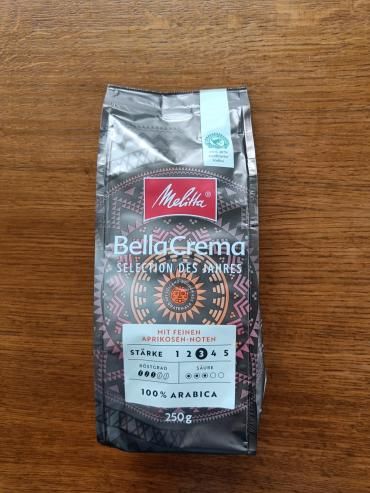 Melitta®
BellaCrema
SELECTION DES JAHRES
MIT FEINEN
APRIKOSEN-NOTEN
STÄRKE 1 2 3 4 5
RÖSTGRAD
SÄURE
100% ARABICA
250g